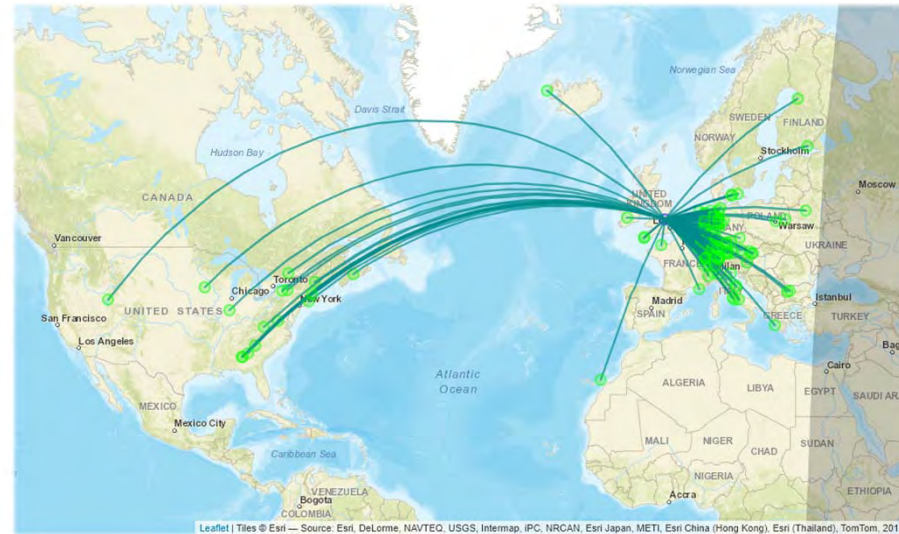 Norwegian Sea
Davis Strait
SWEDEN
FINLAND
NORWAY
Hudson Bay
Stockholm
Moscow
CANADA
UNITED
KINGDOM
POLAND
Warsaw
Vancouver
UKRAINE
FRANCE
Toronto
Chicago
New York
UNITED STATES
Madrid
SPAIN
GREECE
Istanbul
TURKEY
San Francisco
Los Angeles
Atlantic
Ocean
Cairo
ALGERIA
LIBYA
EGYPT
SAUDI AR
MÉXICO
Mexico City
MALI
NIGER
CHAD
SUDAN
Caribbean Sea
NIGERIA
VENEZUELA
Accra
ETHIOPIA
Bogota
COLOMBIA
Leaflet | Tiles © Esri — Source: Esri, DeLorme, NAVTEQ, USGS, Intermap, iPC, NRCAN, Esri Japan, METI, Esri China (Hong Kong), Esri (Thailand), TomTom, 201